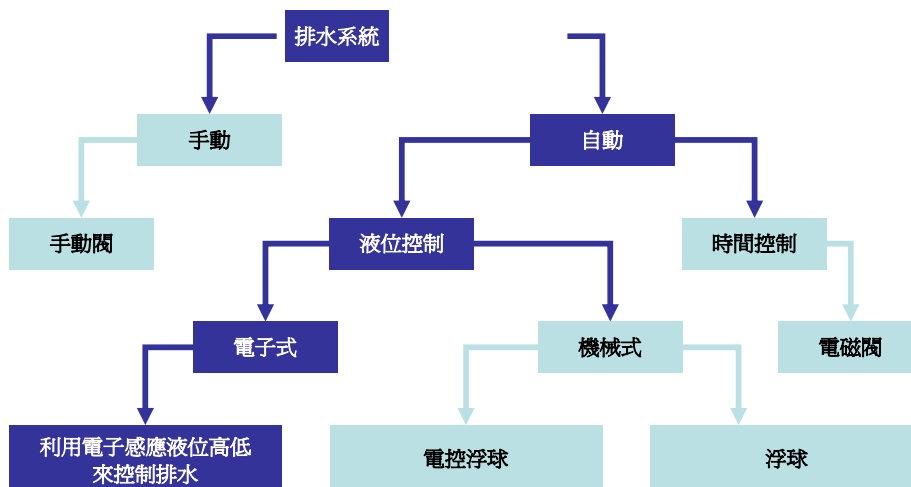 排水系統
手動
自動
手動閥
液位控制
時間控制
電子式
機械式
電磁閥
利用電子感應液位高低
來控制排水
電控浮球
浮球